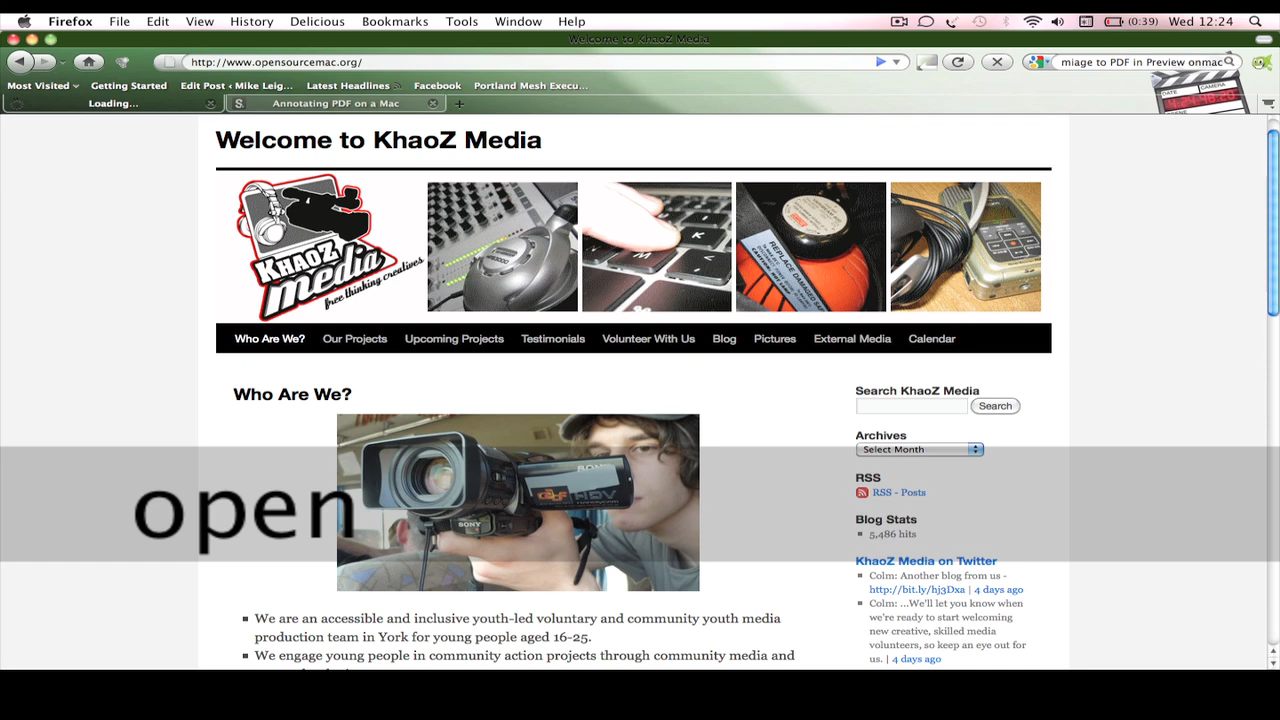 Firefox File Edit View History Delicious Bookmarks Tools Window Help (0:39) Wed 12:24
Welcome to KhaoZ Media
http://www.opensourcemac.org/ miage to PDF in Preview onmac
Most Visited Getting Started Edit Post ‹ Mike Leig... Latest Headlines Facebook Portland Mesh Execu...
Loading... S Annotating PDF on a Mac +
DATE CAMERA
Welcome to KhaoZ Media
KHAOZ
media
free thinking creatives
K
M
REPLACE DAMAGED
Who Are We? Our Projects Upcoming Projects Testimonials Volunteer With Us Blog Pictures External Media Calendar
Who Are We?
SONY
HDV
SONY
open
We are an accessible and inclusive youth-led voluntary and community youth media
production team in York for young people aged 16-25.
We engage young people in community action projects through community media and
Search KhaoZ Media
Search
Archives
Select Month
RSS
RSS - Posts
Blog Stats
5,486 hits
KhaoZ Media on Twitter
Colm: Another blog from us -
http://bit.ly/hj3Dxa | 4 days ago
Colm: ...We'll let you know when
we're ready to start welcoming
new creative, skilled media
volunteers, so keep an eye out for
us. | 4 days ago